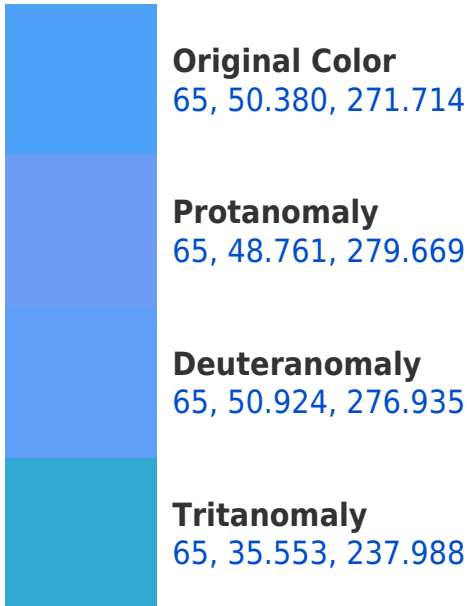 Original Color
65, 50.380, 271.714
Protanomaly
65, 48.761, 279.669
Deuteranomaly
65, 50.924, 276.935
Tritanomaly
65, 35.553, 237.988